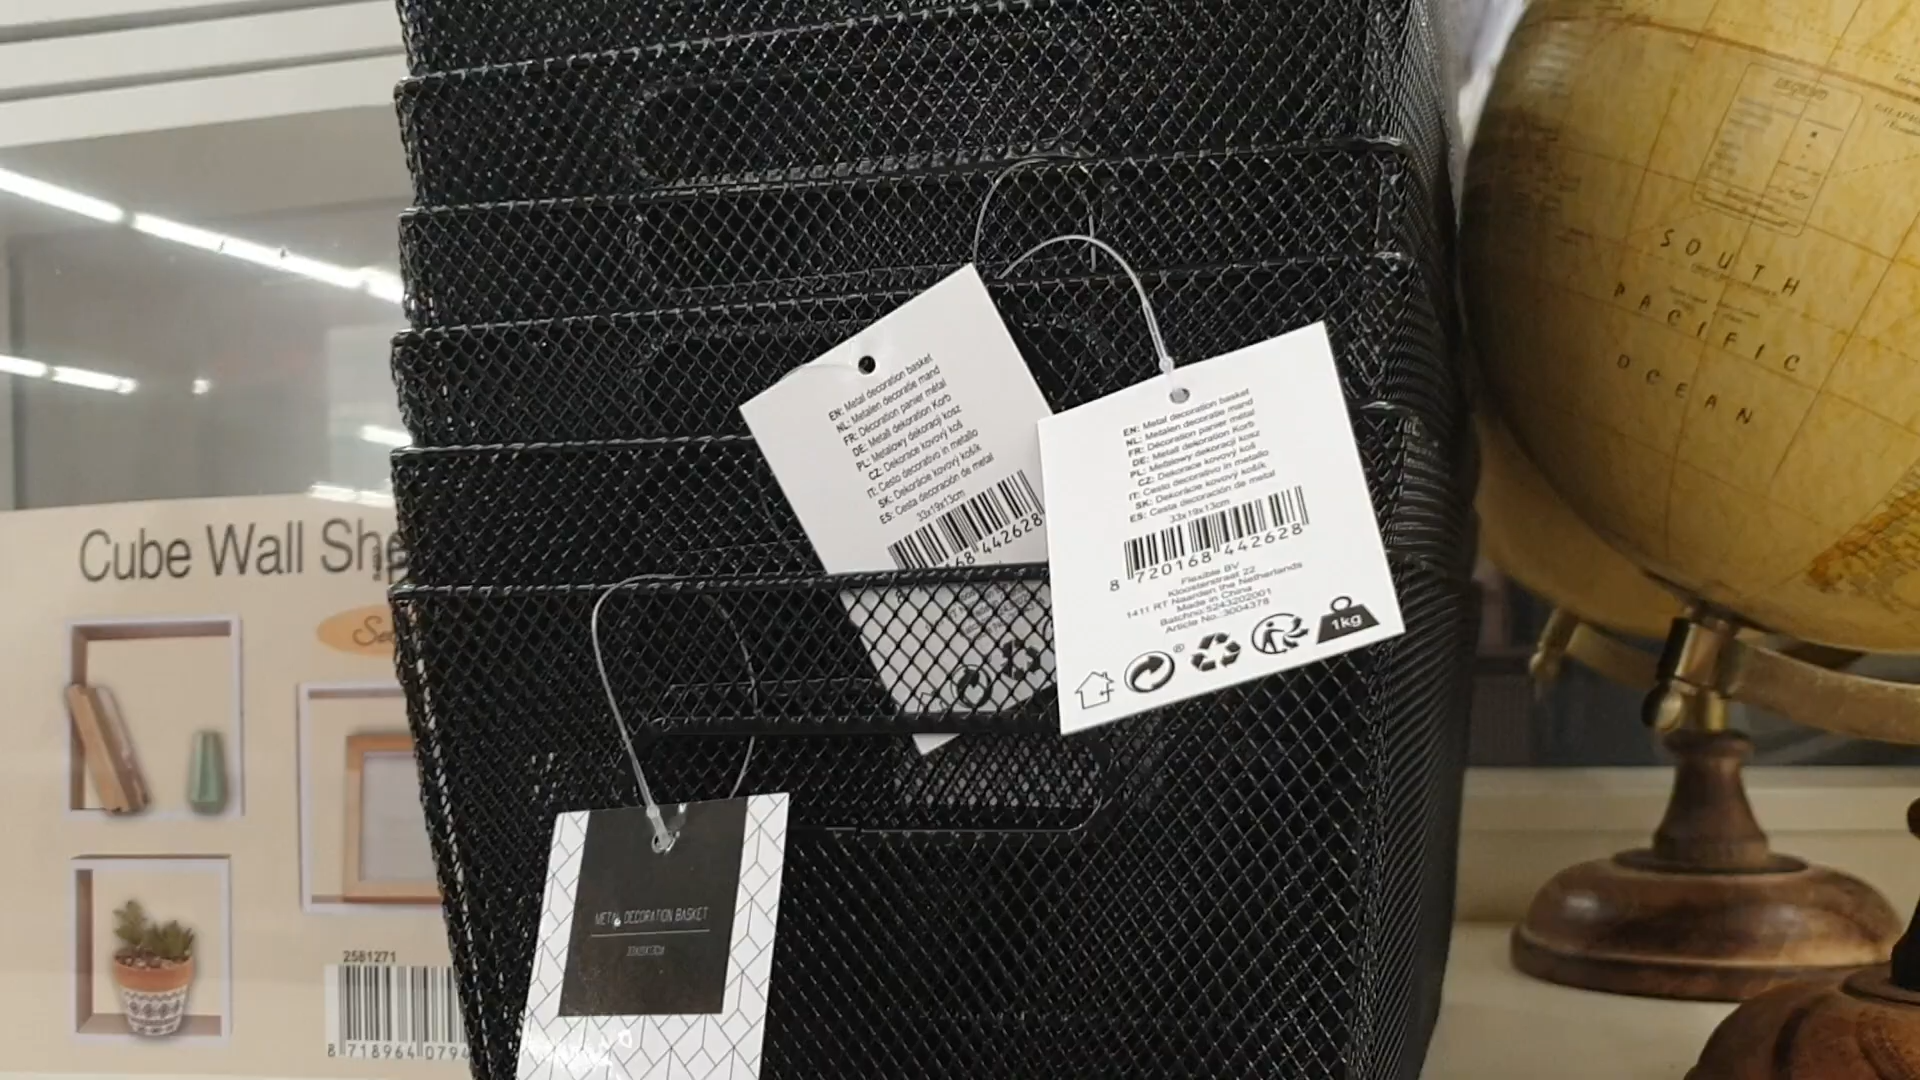 EN: Metal decoration basket
NL: Metalen decoratie mand
FR: Décoration panier métal
DE: Metall dekoration Korb
PL: Metalowy dekoracji kosz
CZ: Dekorace kovový koš
IT: Cesto decorativo in metallo
SK: Dekorácie kovový košík
ES: Cesta decoración de metal
33x19x13cm
68 442628
EN: Metal decoration basket
NL: Metalen decoratie mand
FR: Décoration panier métal
DE: Metall dekoration Korb
PL: Metalowy dekoracji kosz
CZ: Dekorace kovový koš
IT: Cesto decorativo in metallo
SK: Dekorácie kovový košík
ES: Cesta decoración de metal
33x19x13cm
8 720168 442628
Flexible BV
Kloosterstraat 22
1411 RT Naarden the Netherlands
Made in China
Batchno:5243202001
Article No.:3004378
1kg
METAL DECORATION BASKET
Cube Wall She
Se
2581271
8 718964 0794
SOUTH
PACIFIC
OCEAN